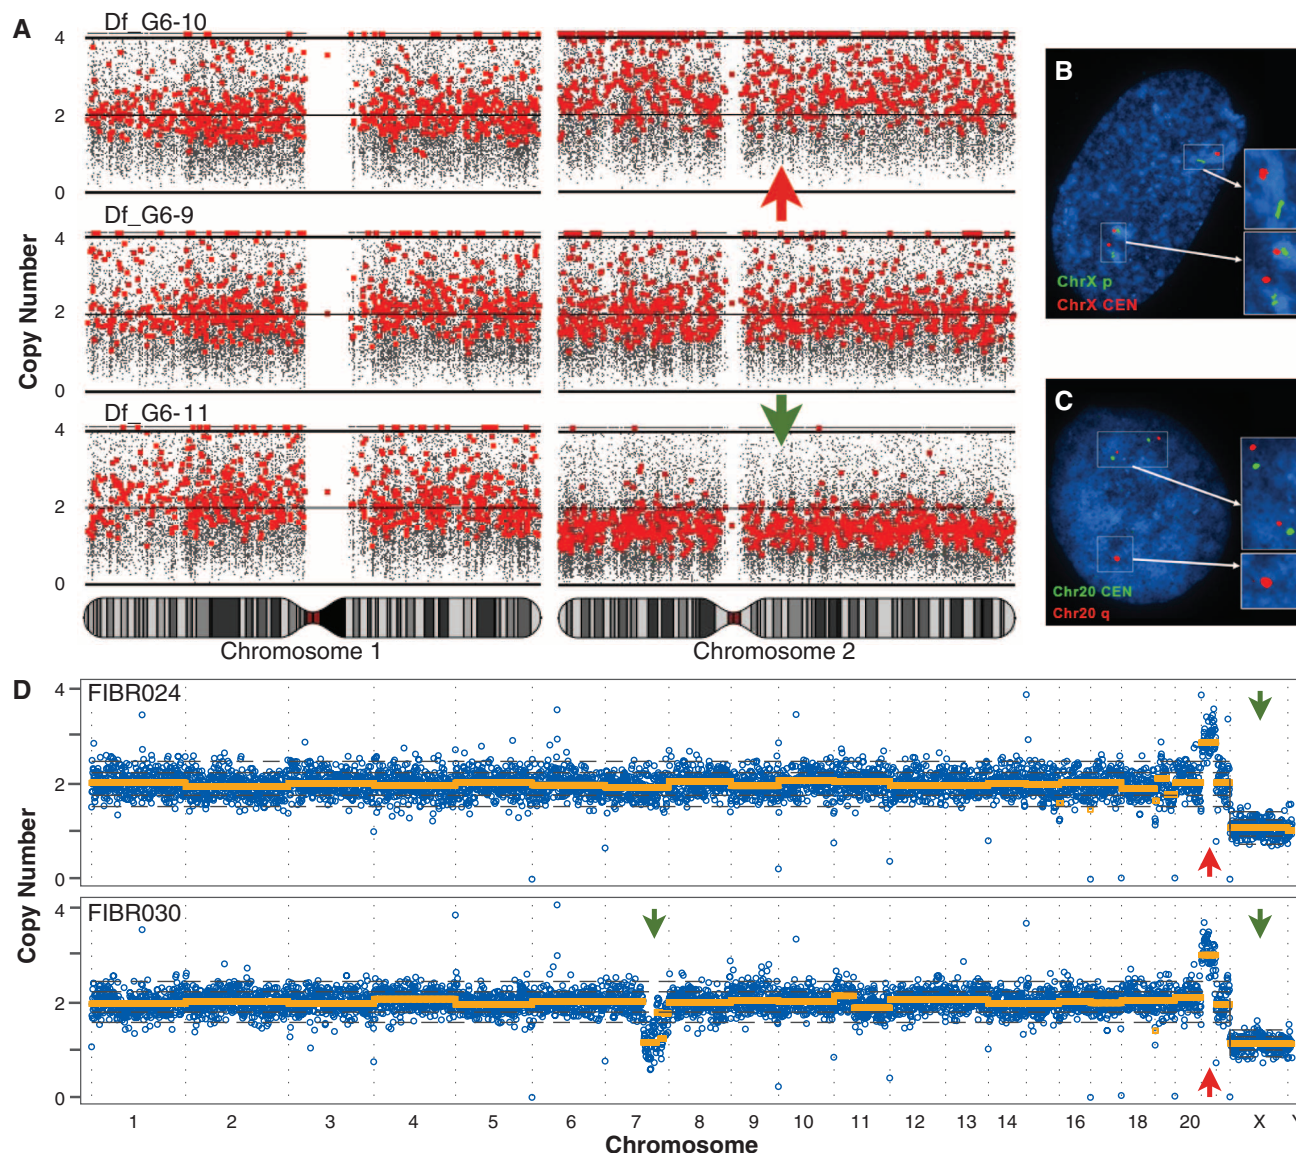 A
Df_G6-10
4
2
0
Df_G6-9
4
2
0
Df_G6-11
4
2
0
Copy Number
Chromosome 1
Chromosome 2
B
ChrX p
ChrX CEN
C
Chr20 CEN
Chr20 q
D
FIBR024
4
2
0
FIBR030
4
2
0
Copy Number
1 2 3 4 5 6 7 8 9 10 11 12 13 14 16 18 20 X Y
Chromosome